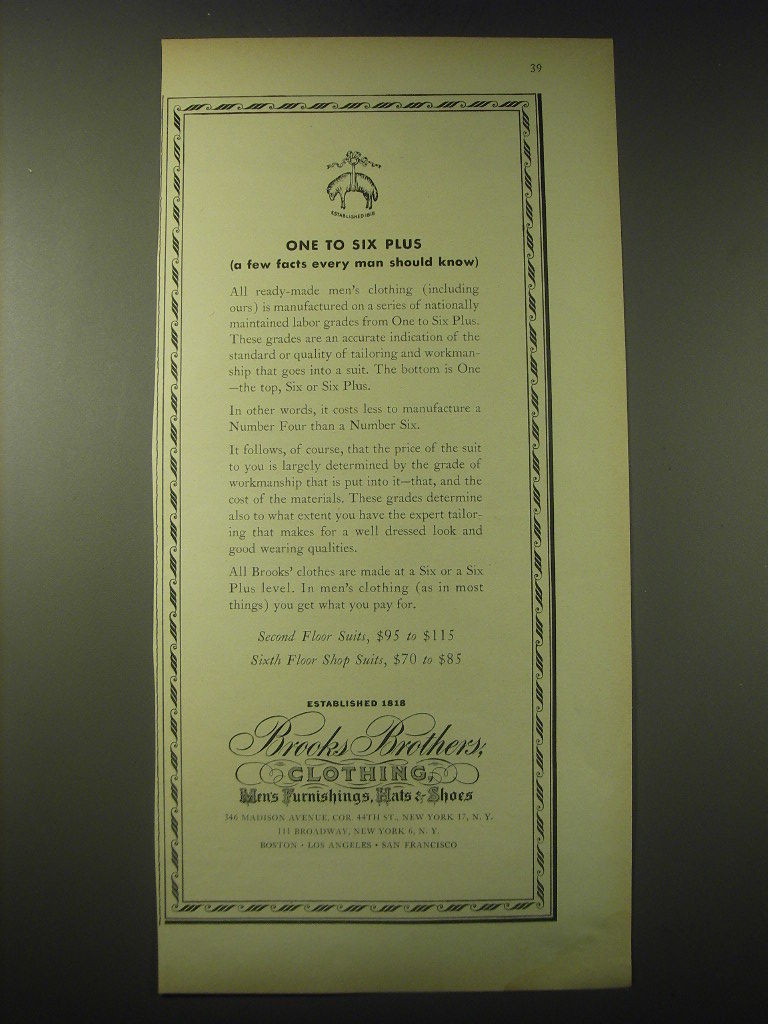 39
ESTABLISHED 1818
ONE TO SIX PLUS
(a few facts every man should know)
All ready-made men's clothing (including
ours) is manufactured on a series of nationally
maintained labor grades from One to Six Plus.
These grades are an accurate indication of the
standard or quality of tailoring and workman-
ship that goes into a suit. The bottom is One
—the top, Six or Six Plus.
In other words, it costs less to manufacture a
Number Four than a Number Six.
It follows, of course, that the price of the suit
to you is largely determined by the grade of
workmanship that is put into it—that, and the
cost of the materials. These grades determine
also to what extent you have the expert tailor-
ing that makes for a well dressed look and
good wearing qualities.
All Brooks' clothes are made at a Six or a Six
Plus level. In men's clothing (as in most
things) you get what you pay for.
Second Floor Suits, $95 to $115
Sixth Floor Shop Suits, $70 to $85
ESTABLISHED 1818
Brooks Brothers,
CLOTHING,
Men's Furnishings, Hats & Shoes
346 MADISON AVENUE, COR. 44TH ST., NEW YORK 17, N. Y.
111 BROADWAY, NEW YORK 6, N. Y.
BOSTON • LOS ANGELES • SAN FRANCISCO